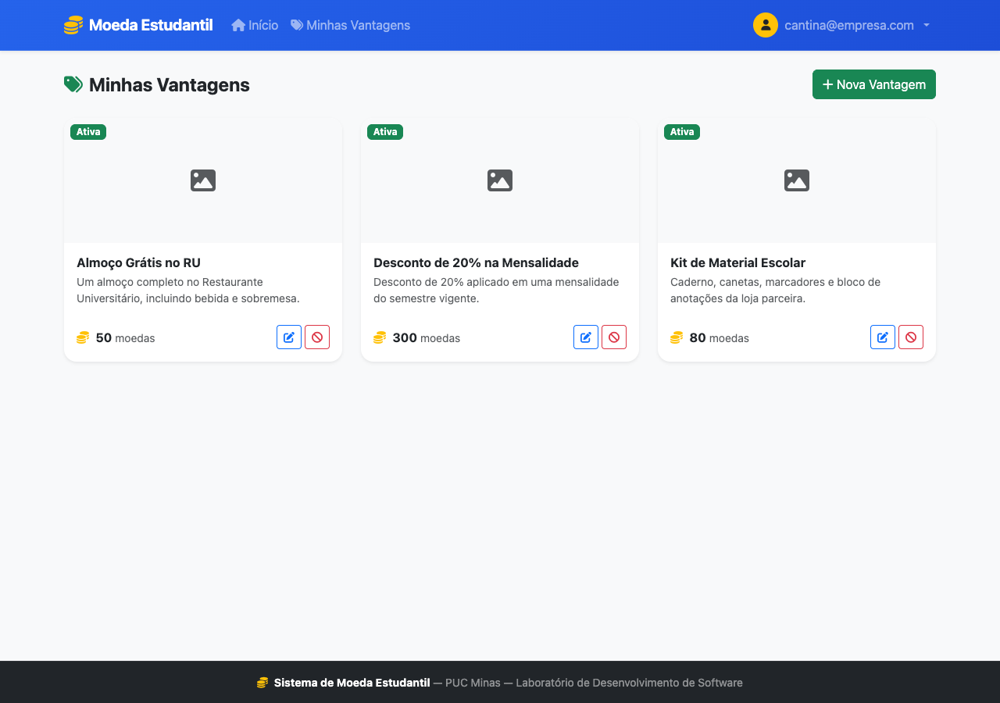 Moeda Estudantil Início Minhas Vantagens cantina@empresa.com
Minhas Vantagens
Nova Vantagem
Ativa
Almoço Grátis no RU
Um almoço completo no Restaurante
Universitário, incluindo bebida e sobremesa.
50 moedas
Ativa
Desconto de 20% na Mensalidade
Desconto de 20% aplicado em uma mensalidade
do semestre vigente.
300 moedas
Ativa
Kit de Material Escolar
Caderno, canetas, marcadores e bloco de
anotações da loja parceira.
80 moedas
Sistema de Moeda Estudantil — PUC Minas — Laboratório de Desenvolvimento de Software